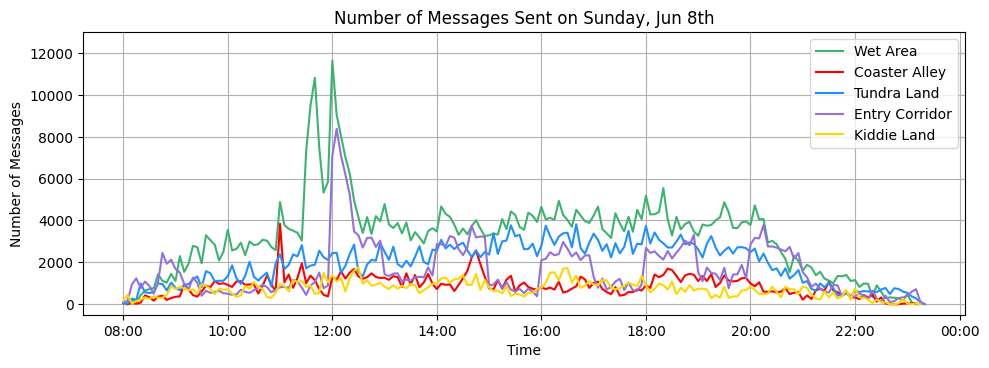 Number of Messages Sent on Sunday, Jun 8th
Number of Messages
12000
10000
8000
6000
4000
2000
0
Wet Area
Coaster Alley
Tundra Land
Entry Corridor
Kiddie Land
08:00 10:00 12:00 14:00 16:00 18:00 20:00 22:00 00:00
Time